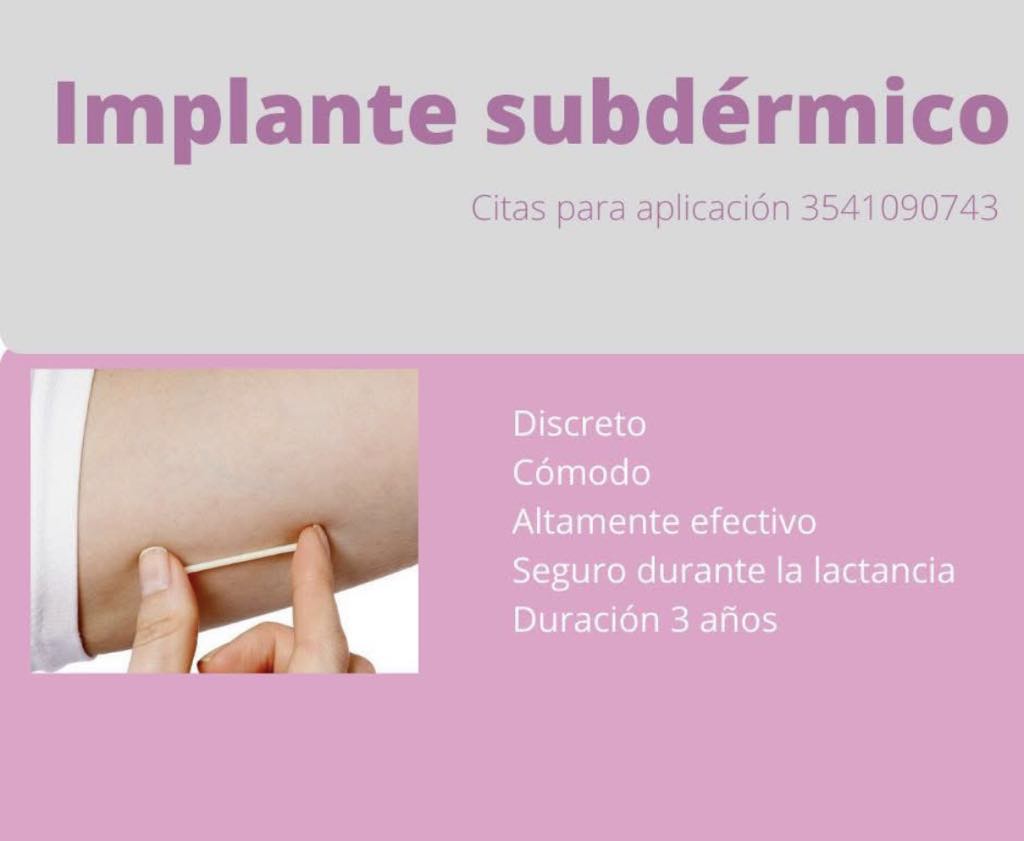 Implante subdérmico
Citas para aplicación 3541090743
Discreto
Cómodo
Altamente efectivo
Seguro durante la lactancia
Duración 3 años